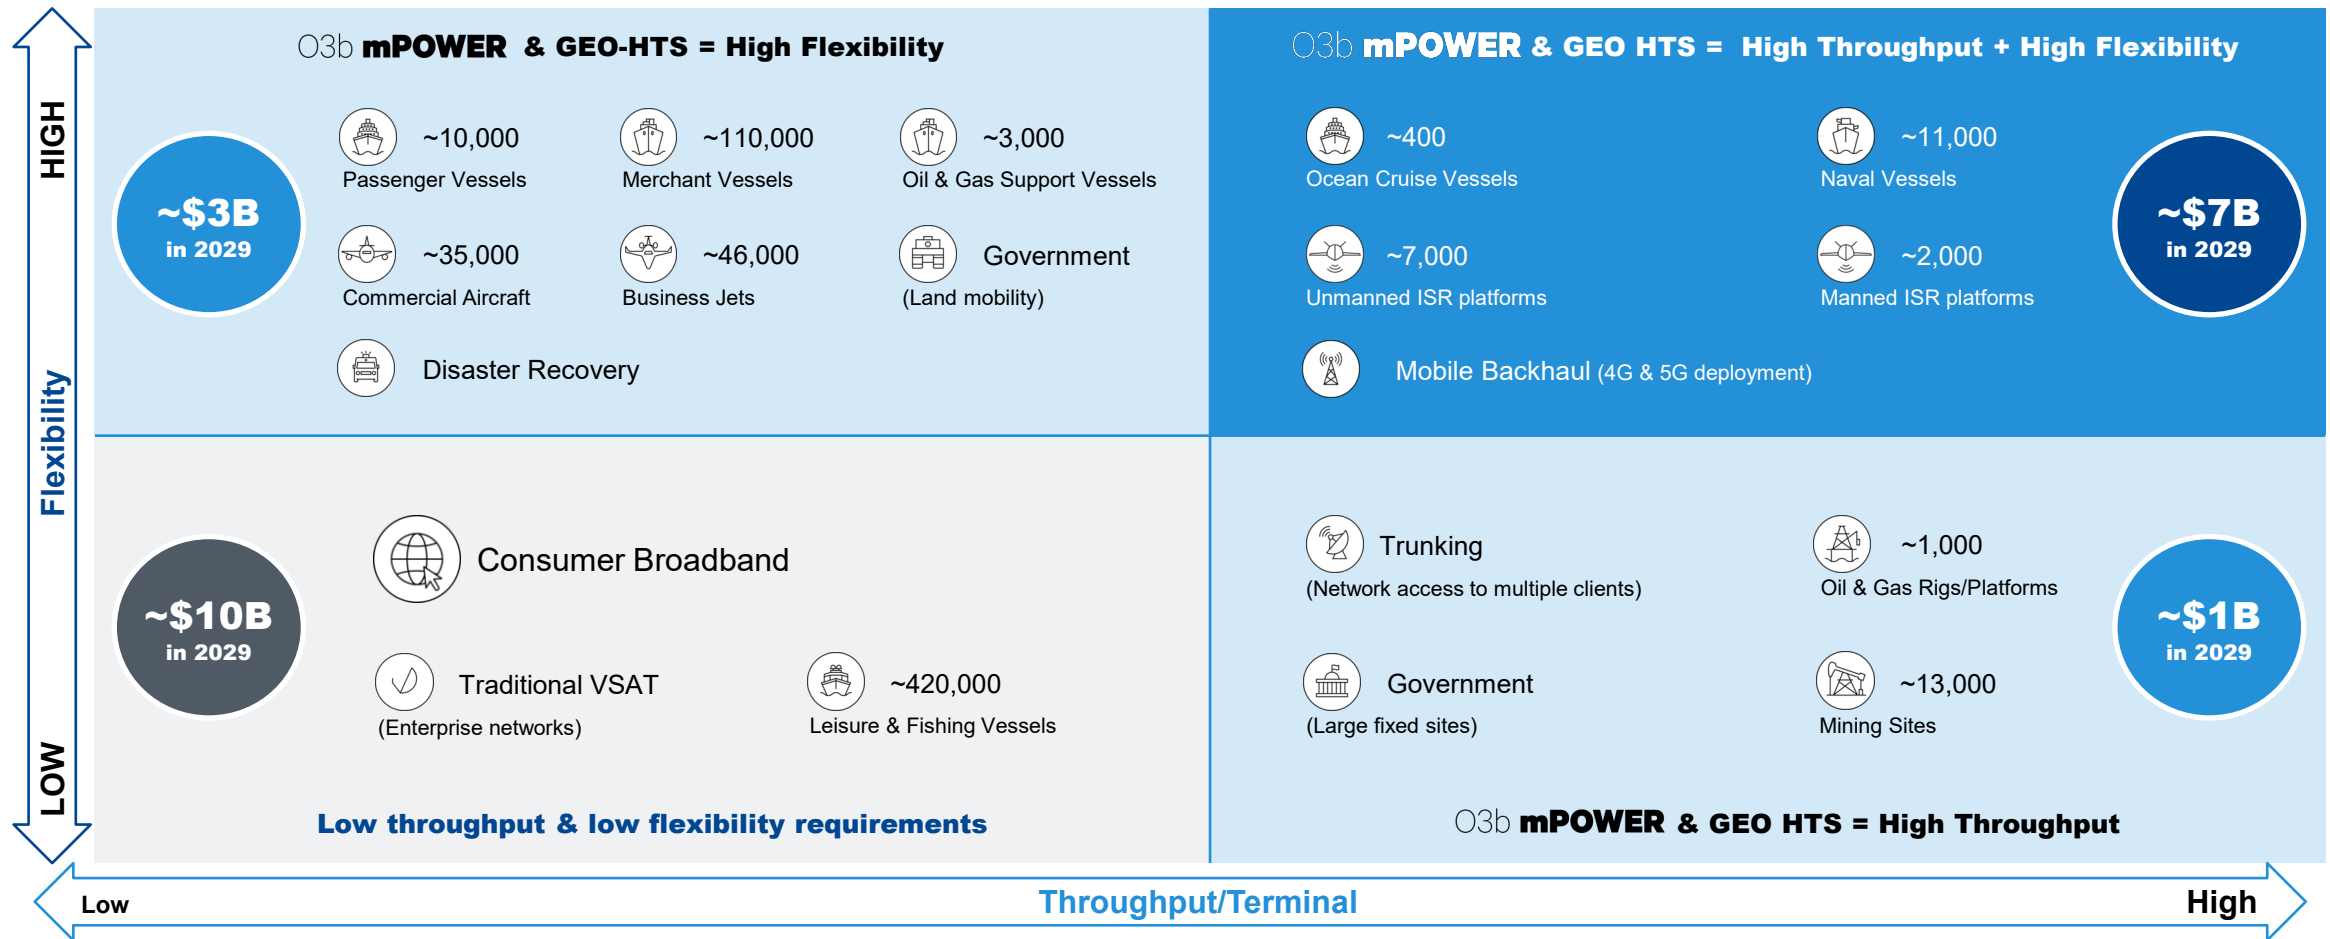 O3b mPOWER & GEO-HTS = High Flexibility
~$3B
in 2029
~10,000
Passenger Vessels
~110,000
Merchant Vessels
~3,000
Oil & Gas Support Vessels
~35,000
Commercial Aircraft
~46,000
Business Jets
Government
(Land mobility)
Disaster Recovery
O3b mPOWER & GEO HTS = High Throughput + High Flexibility
~400
Ocean Cruise Vessels
~11,000
Naval Vessels
~7,000
Unmanned ISR platforms
~2,000
Manned ISR platforms
Mobile Backhaul (4G & 5G deployment)
~$7B
in 2029
HIGH
Flexibility
LOW
~$10B
in 2029
Consumer Broadband
Traditional VSAT
(Enterprise networks)
~420,000
Leisure & Fishing Vessels
Low throughput & low flexibility requirements
Trunking
(Network access to multiple clients)
~1,000
Oil & Gas Rigs/Platforms
Government
(Large fixed sites)
~13,000
Mining Sites
~$1B
in 2029
O3b mPOWER & GEO HTS = High Throughput
Low
Throughput/Terminal
High